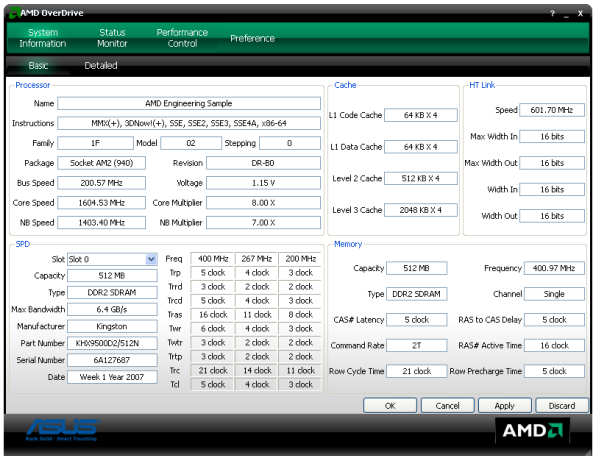 AMD OverDrive ? _ X
System Information Status Monitor Performance Control Preference
Basic Detailed
Processor
Name AMD Engineering Sample
Instructions MMX(+), 3DNow!(+), SSE, SSE2, SSE3, SSE4A, x86-64
Family 1F Model 02 Stepping 0
Package Socket AM2 (940) Revision DR-B0
Bus Speed 200.57 MHz Voltage 1.15 V
Core Speed 1604.53 MHz Core Multiplier 8.00 X
NB Speed 1403.40 MHz NB Multiplier 7.00 X
Cache
L1 Code Cache 64 KB X 4
L1 Data Cache 64 KB X 4
Level 2 Cache 512 KB X 4
Level 3 Cache 2048 KB X 4
HT Link
Speed 601.70 MHz
Max Width In 16 bits
Max Width Out 16 bits
Width In 16 bits
Width Out 16 bits
SPD
Slot Slot 0
Capacity 512 MB
Type DDR2 SDRAM
Max Bandwidth 6.4 GB/s
Manufacturer Kingston
Part Number KHX9500D2/512N
Serial Number 6A127687
Date Week 1 Year 2007
Freq 400 MHz 267 MHz 200 MHz
Trp 5 clock 4 clock 3 clock
Trrd 3 clock 2 clock 2 clock
Trcd 5 clock 4 clock 3 clock
Tras 16 clock 11 clock 8 clock
Twr 6 clock 4 clock 3 clock
Twtr 3 clock 2 clock 2 clock
Trtp 3 clock 2 clock 2 clock
Trc 21 clock 14 clock 11 clock
Tcl 5 clock 4 clock 3 clock
Memory
Capacity 512 MB Frequency 400.97 MHz
Type DDR2 SDRAM Channel Single
CAS# Latency 5 clock RAS to CAS Delay 5 clock
Command Rate 2T RAS# Active Time 16 clock
Row Cycle Time 21 clock Row Precharge Time 5 clock
OK Cancel Apply Discard
ASUS
Rock Solid · Heart Touching
AMD